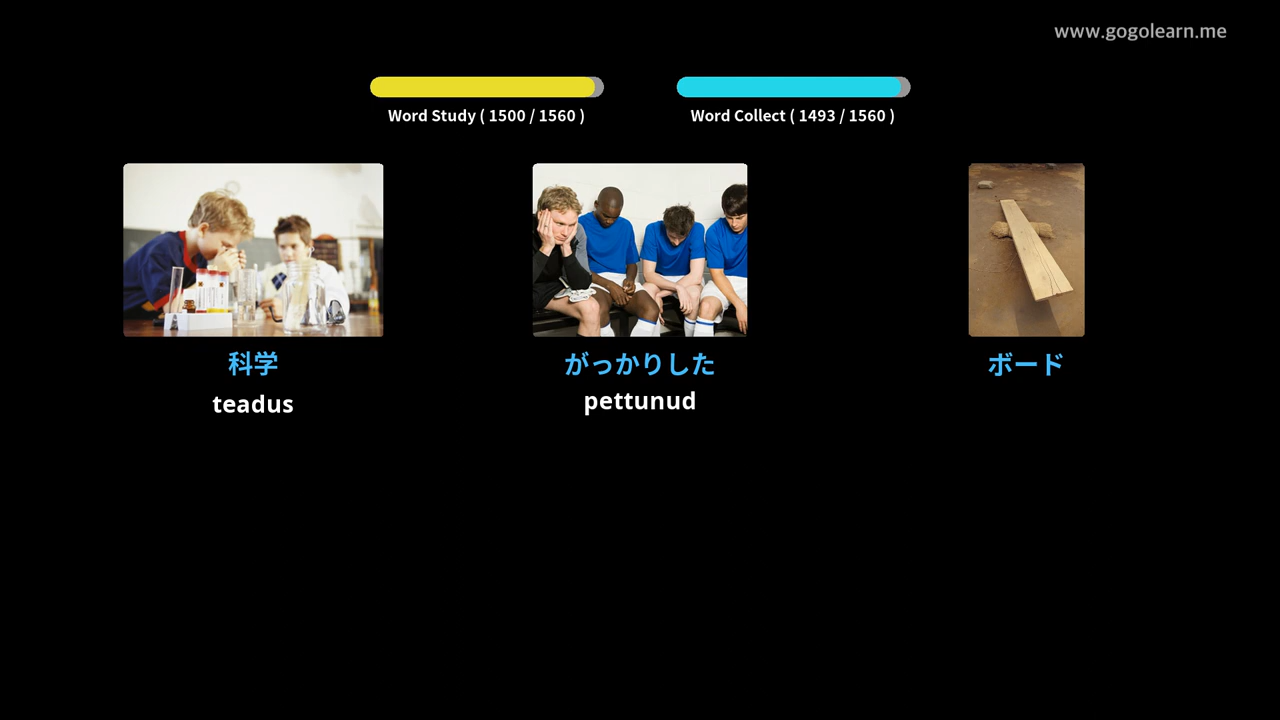 www.gogolearn.me
Word Study ( 1500 / 1560 )
Word Collect ( 1493 / 1560 )
科学
がっかりした
ボード
teadus
pettunud